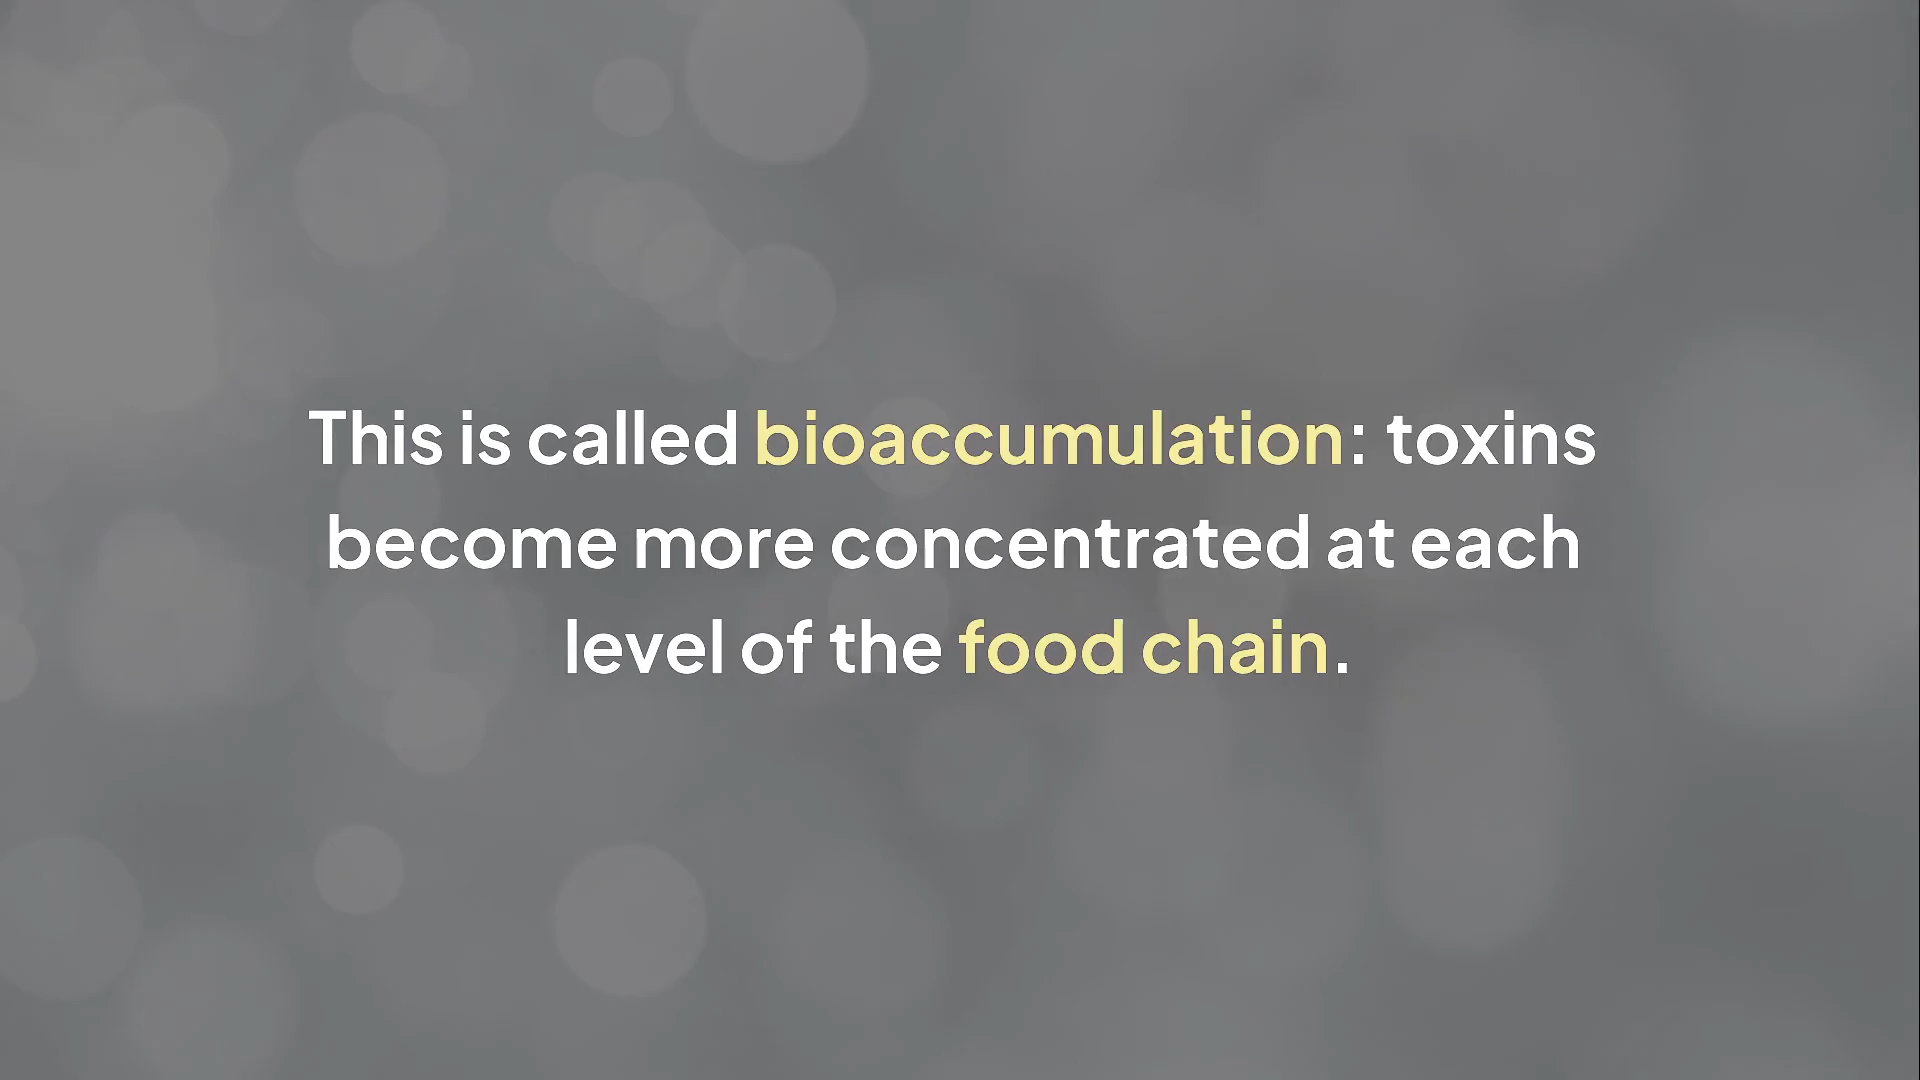 This is called bioaccumulation: toxins
become more concentrated at each
level of the food chain.